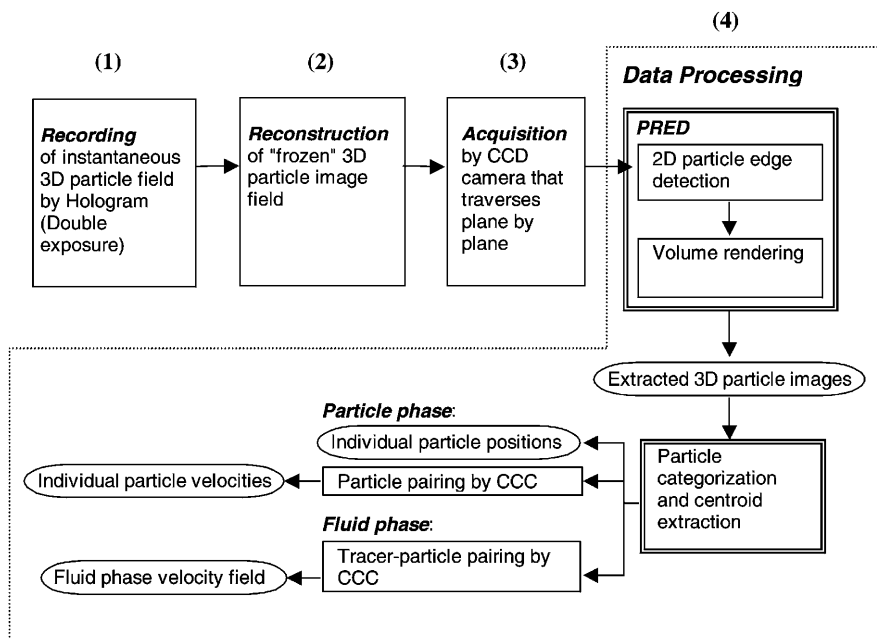 (1)
(2)
(3)
(4)
Recording
of instantaneous
3D particle field
by Hologram
(Double
exposure)
Reconstruction
of "frozen" 3D
particle image
field
Acquisition
by CCD
camera that
traverses
plane by
plane
Data Processing
PRED
2D particle edge
detection
Volume rendering
Extracted 3D particle images
Particle
categorization
and centroid
extraction
Particle phase:
Individual particle positions
Particle pairing by CCC
Individual particle velocities
Fluid phase:
Tracer-particle pairing by
CCC
Fluid phase velocity field